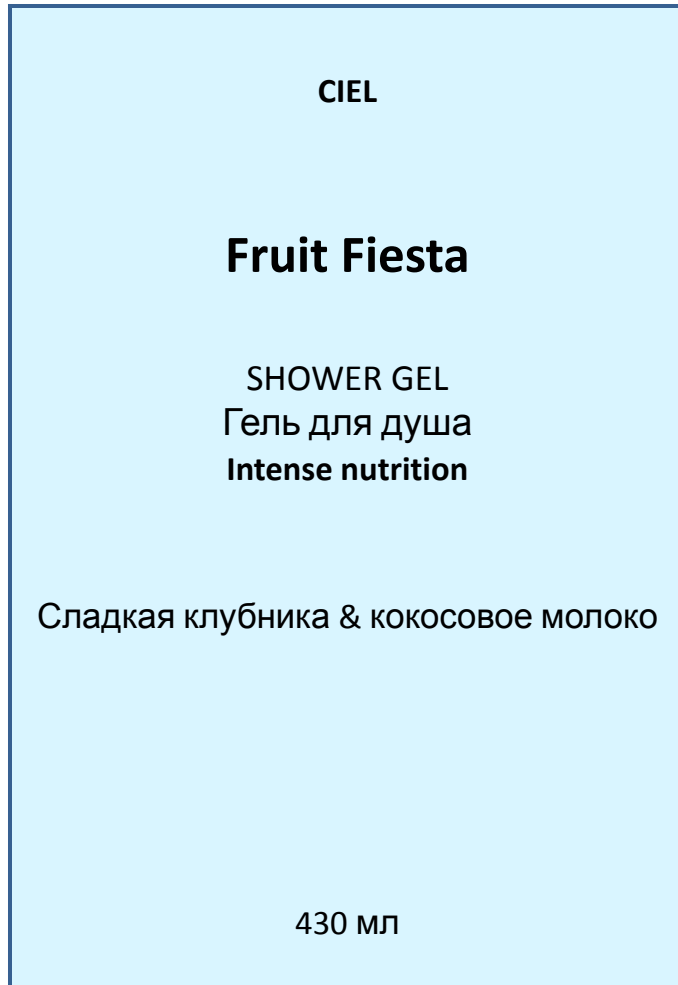 CIEL
Fruit Fiesta
SHOWER GEL
Гель для душа
Intense nutrition
Сладкая клубника & кокосовое молоко
430 мл